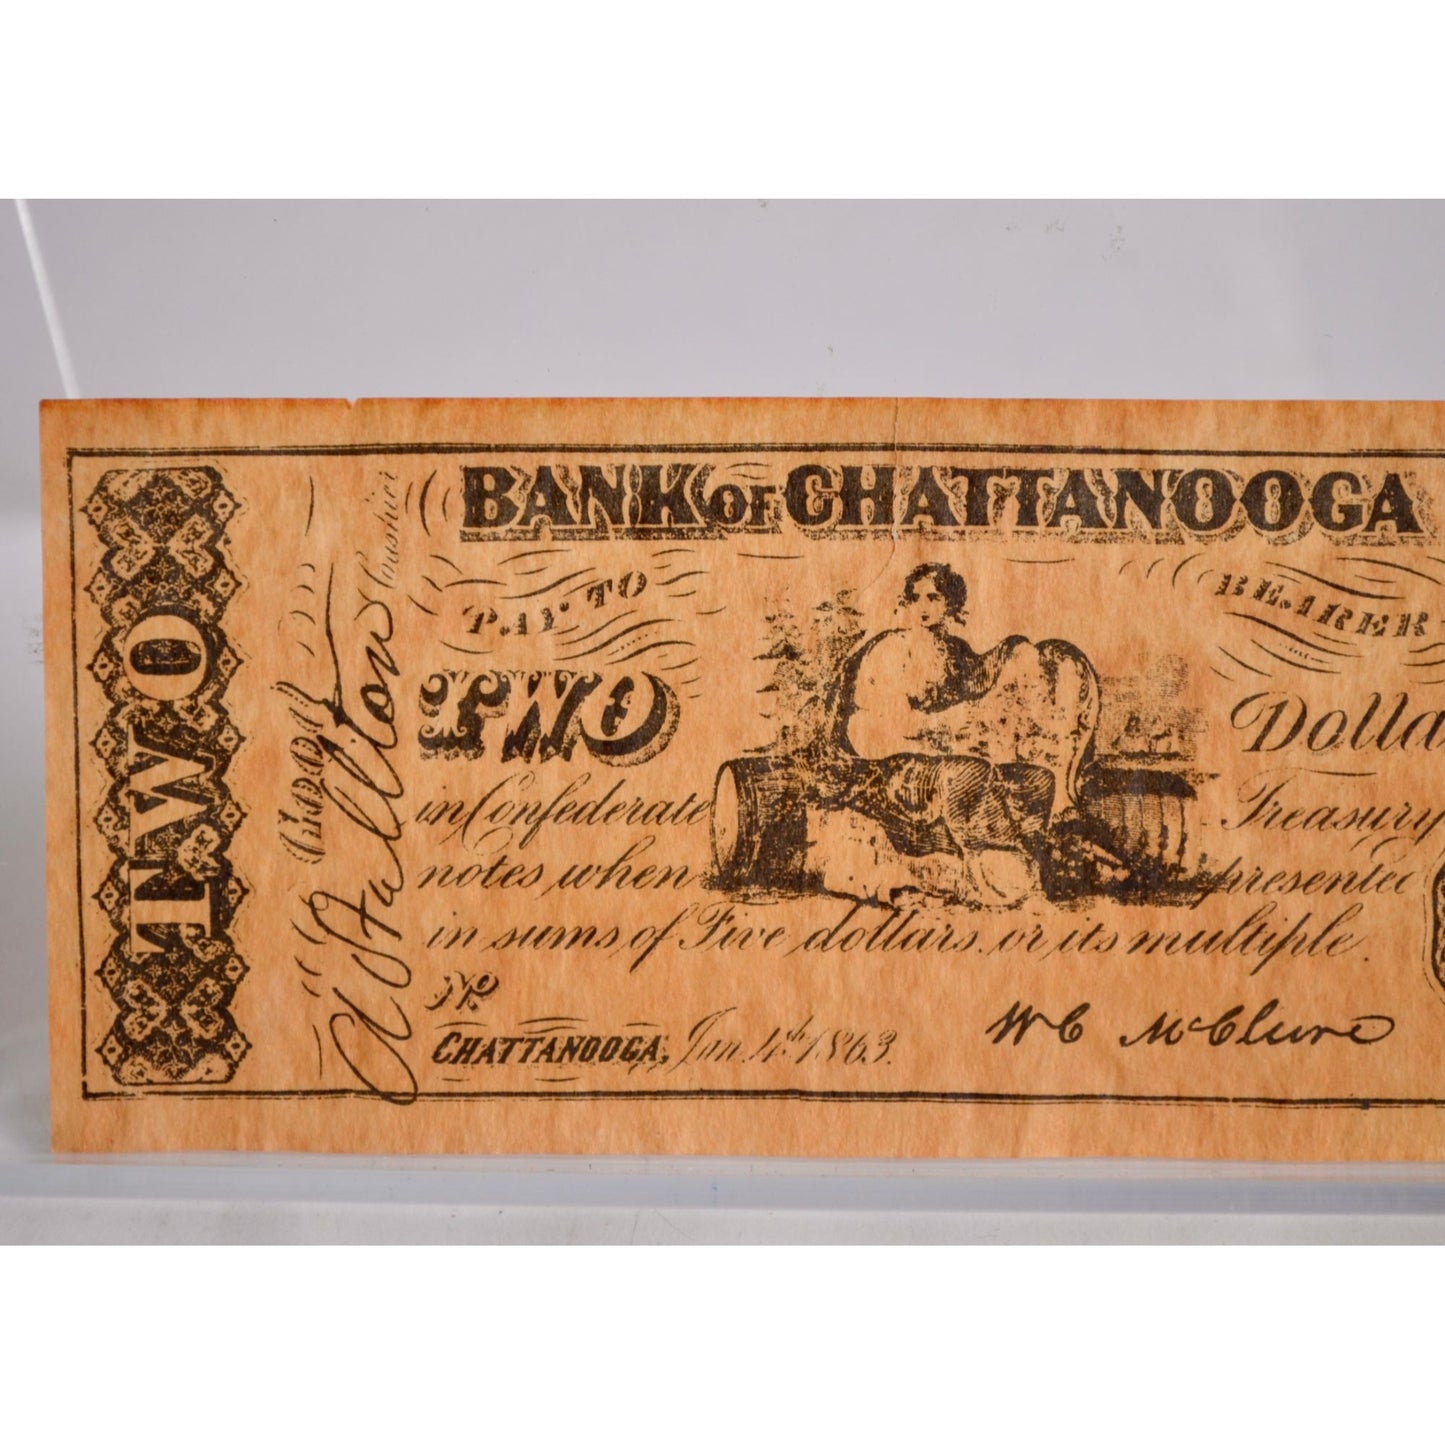 BANK OF CHATTANOOGA
PAY TO
BEARER
TWO
Dolla
in Confederate
Treasury
notes when
presented
in sums of Five dollars or its multiple.
No.
CHATTANOOGA, Jan. 4th 1863.
W C McClure
TWO
Cashier